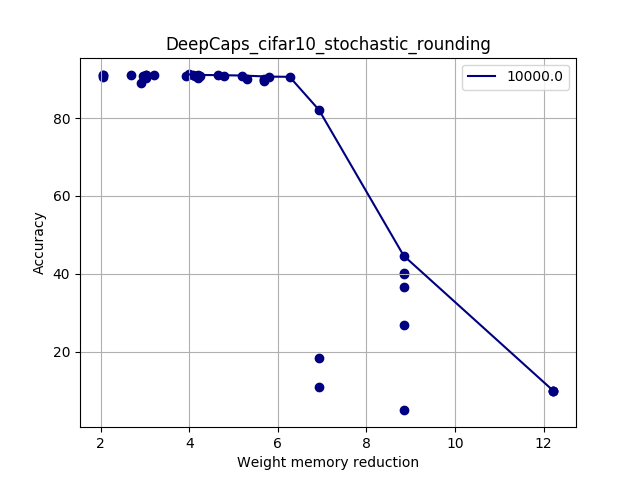 DeepCaps_cifar10_stochastic_rounding
10000.0
80
60
40
20
Accuracy
2 4 6 8 10 12
Weight memory reduction